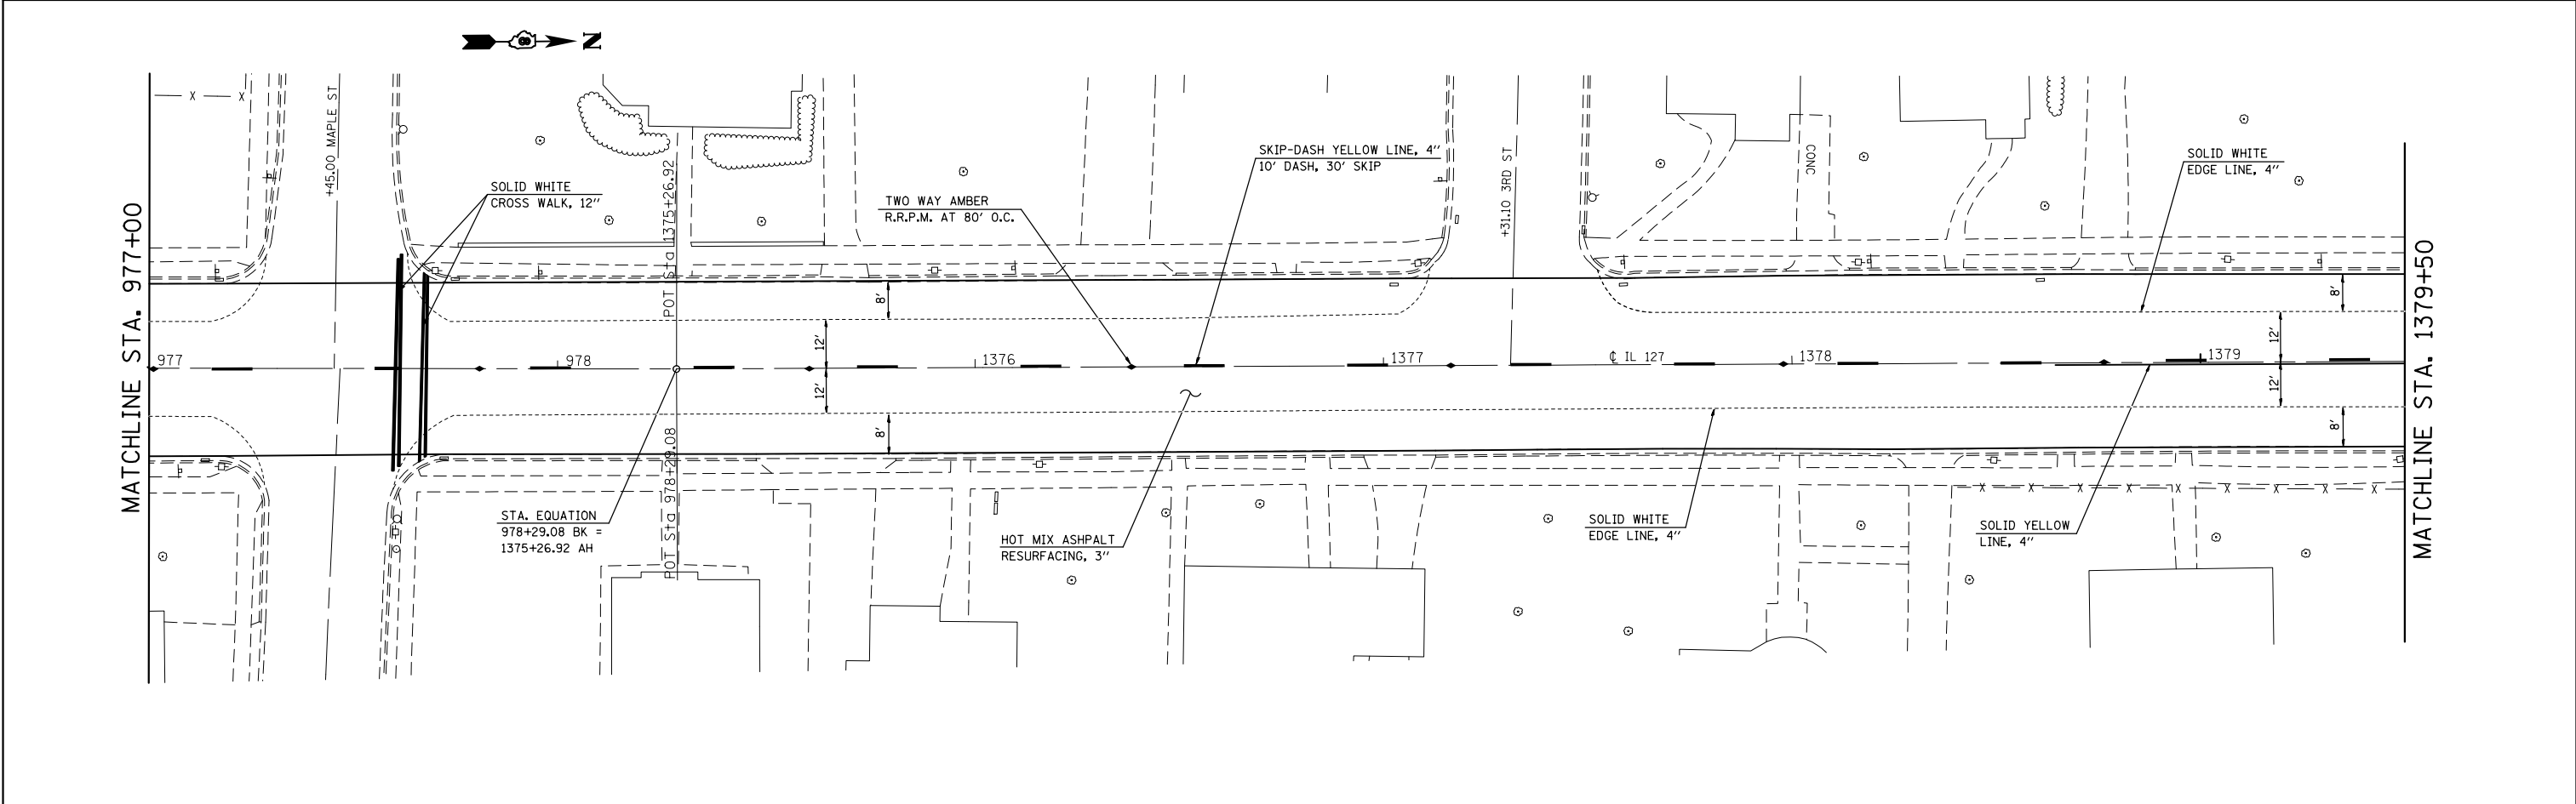 N
MATCHLINE STA. 977+00
+45.00 MAPLE ST
SOLID WHITE
CROSS WALK, 12"
POT Sta 1375+26.92
TWO WAY AMBER
R.R.P.M. AT 80' O.C.
SKIP-DASH YELLOW LINE, 4"
10' DASH, 30' SKIP
+31.10 3RD ST
CONC
SOLID WHITE
EDGE LINE, 4"
MATCHLINE STA. 1379+50
X
X
8'
8'
12'
12'
977
978
1376
1377
℄ IL 127
1378
1379
12'
12'
8'
8'
POT Sta 978+29.08
STA. EQUATION
978+29.08 BK =
1375+26.92 AH
HOT MIX ASHPALT
RESURFACING, 3"
SOLID WHITE
EDGE LINE, 4"
SOLID YELLOW
LINE, 4"
X X X X X X X X X